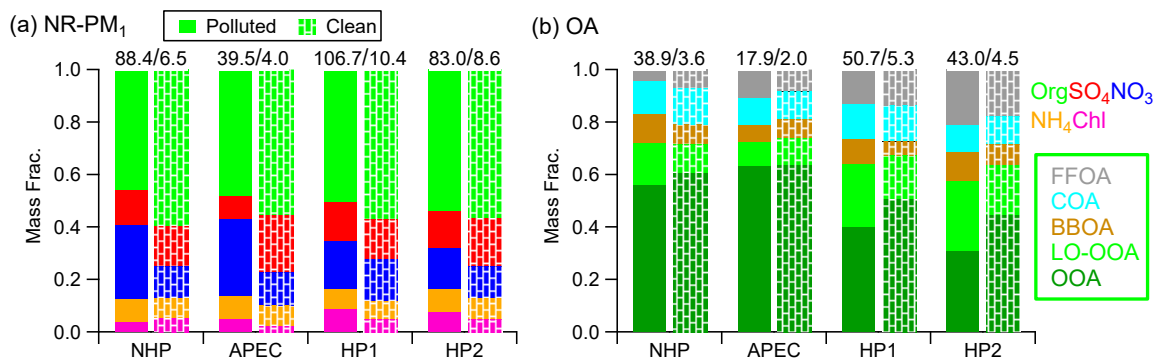 (a) NR-PM₁
Polluted
Clean
(b) OA
88.4/6.5 39.5/4.0 106.7/10.4 83.0/8.6
38.9/3.6 17.9/2.0 50.7/5.3 43.0/4.5
1.0
0.8
0.6
0.4
0.2
0.0
Mass Frac.
NHP APEC HP1 HP2
1.0
0.8
0.6
0.4
0.2
0.0
Mass Frac.
NHP APEC HP1 HP2
OrgSO₄NO₃
NH₄Chl
FFOA
COA
BBOA
LO-OOA
OOA